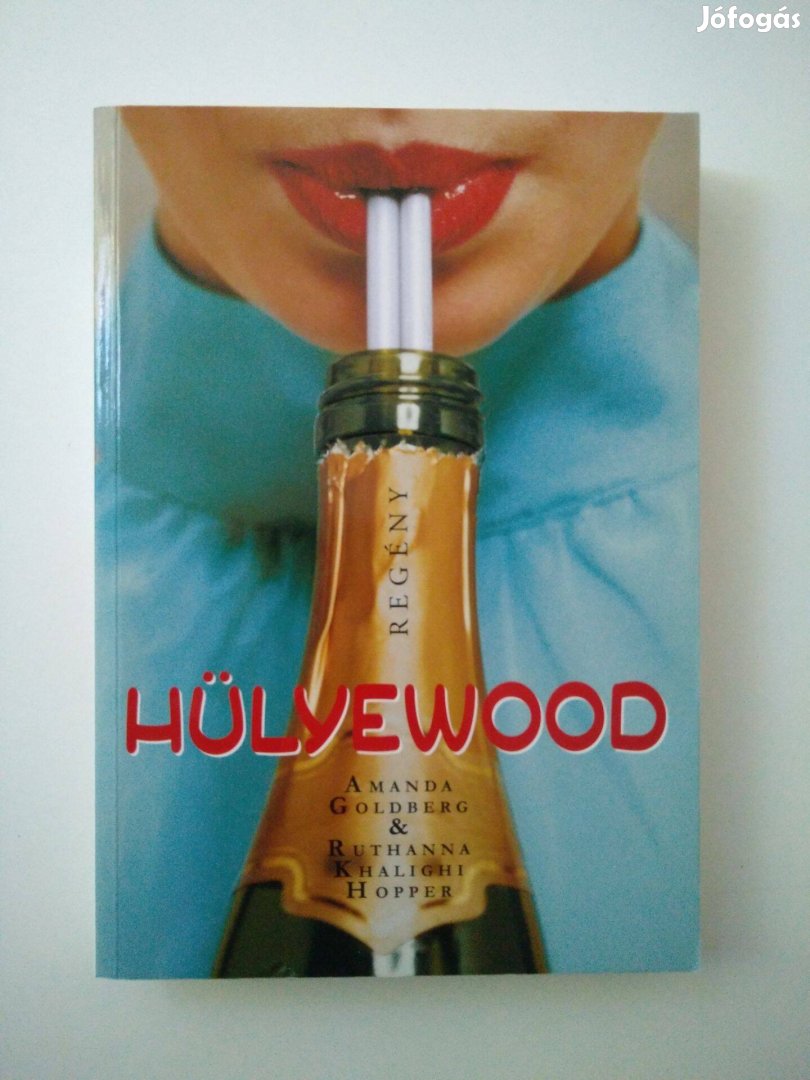 Jófogás
REGÉNY
HÜLYEWOOD
AMANDA
GOLDBERG
&
RUTHANNA
KHALIGHI
HOPPER